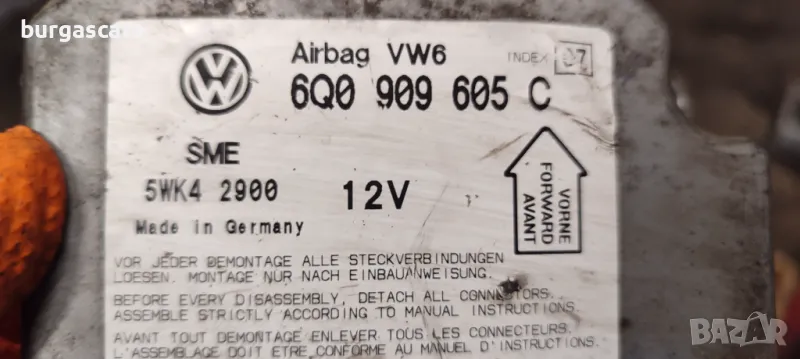 burgascars
Airbag VW6
INDEX 07
6Q0 909 605 C
SME
5WK4 2900
12V
Made in Germany
VORNE
FORWARD
AVANT
VOR JEDER DEMONTAGE ALLE STECKVERBINDUNGEN
LOESEN. MONTAGE NUR NACH EINBAUANWEISUNG.
BEFORE EVERY DISASSEMBLY, DETACH ALL CONNECTORS.
ASSEMBLE STRICTLY ACCORDING TO MANUAL INSTRUCTIONS.
AVANT TOUT DEMONTAGE ENLEVER TOUS LES CONNECTEURS.
L'ASSEMBLAGE DOIT ETRE CONFORME AU MANUEL D'INSTRUCTIONS.
BAZAR